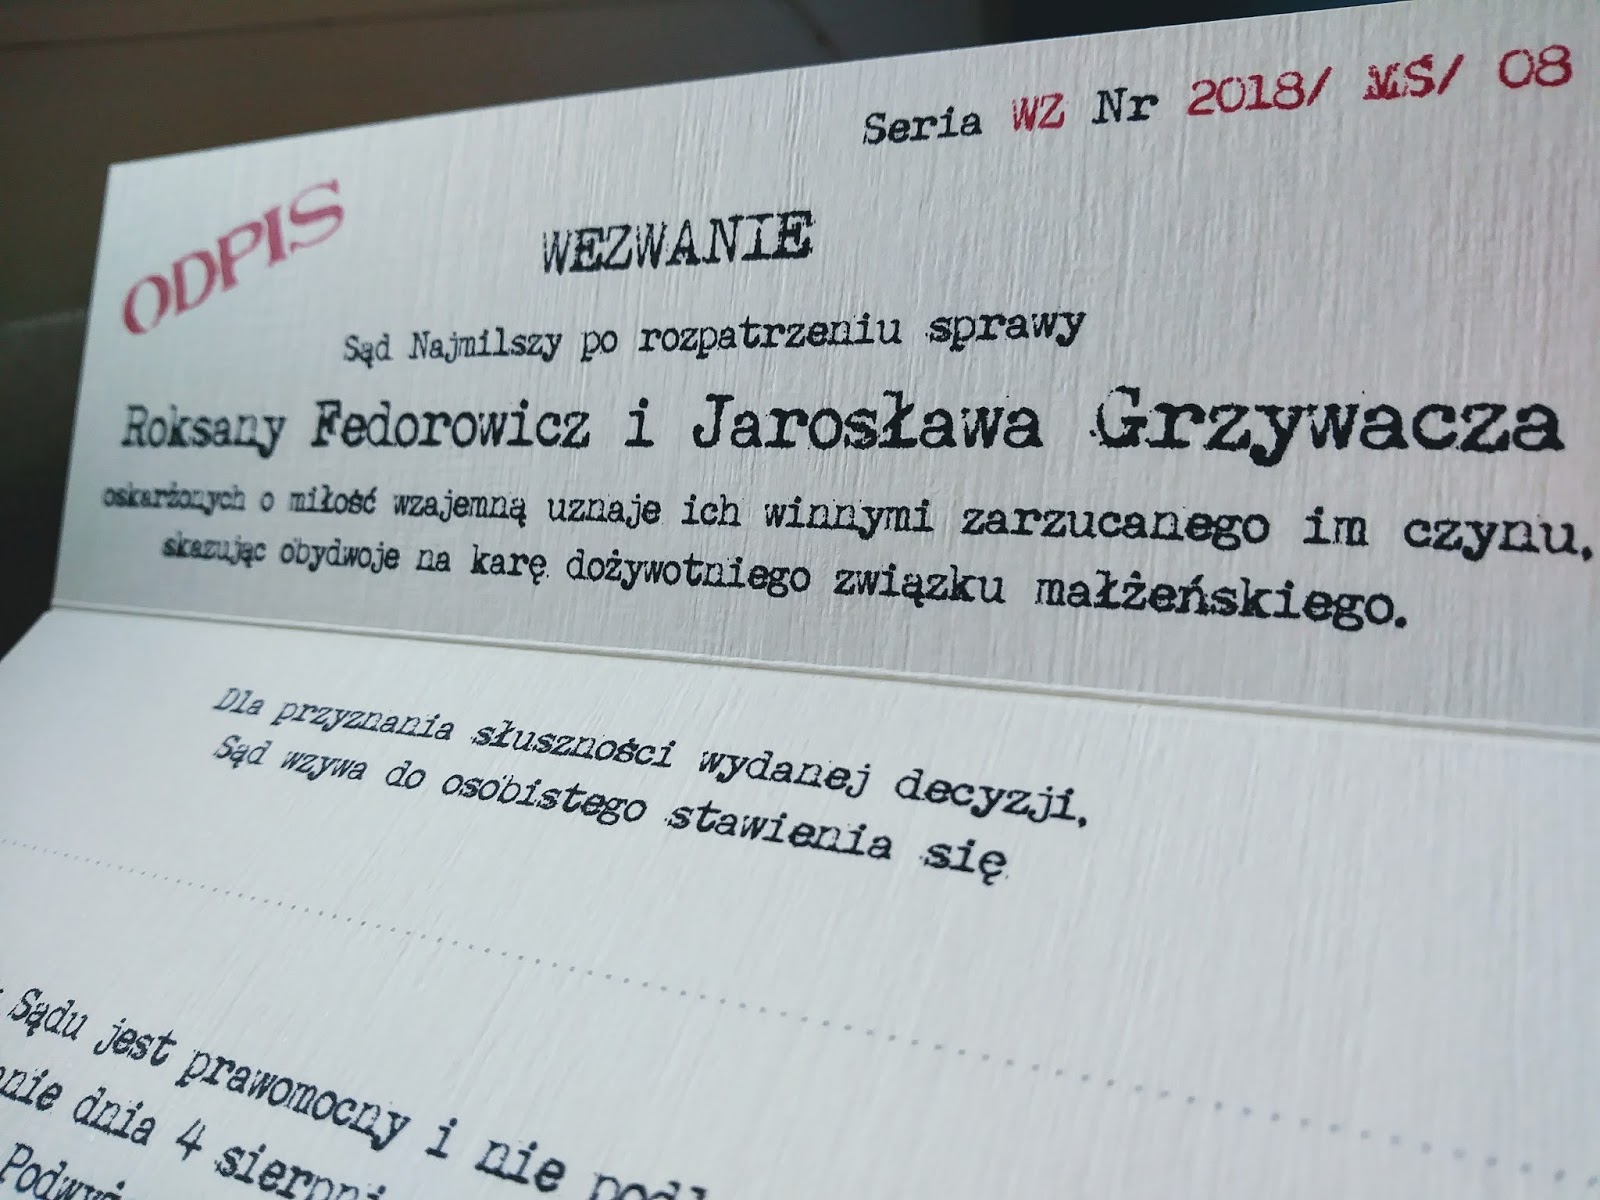 Seria WZ Nr 2018/ MŚ/ 08
ODPIS
WEZWANIE
Sąd Najmilszy po rozpatrzeniu sprawy
Roksany Fedorowicz i Jarosława Grzywacza
oskarżonych o miłość wzajemną uznaje ich winnymi zarzucanego im czynu,
skazując obydwoje na karę dożywotniego związku małżeńskiego.
Dla przyznania słuszności wydanej decyzji,
Sąd wzywa do osobistego stawienia się
Sądu jest prawomocny i nie
dnia 4